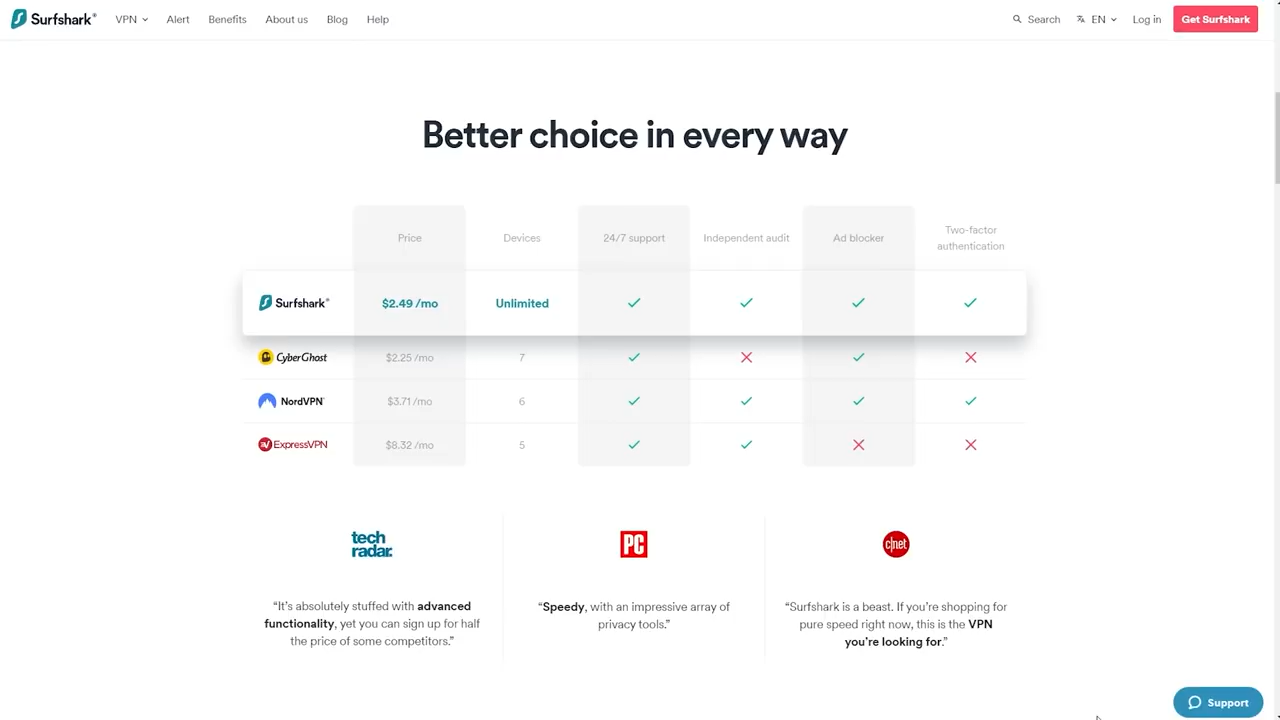 Surfshark®
VPN
Alert
Benefits
About us
Blog
Help
Search
EN
Log in
Get Surfshark
Better choice in every way
Price
Devices
24/7 support
Independent audit
Ad blocker
Two-factor
authentication
Surfshark®
$2.49 /mo
Unlimited
CyberGhost
$2.25 /mo
7
NordVPN
$3.71 /mo
6
ExpressVPN
$8.32 /mo
5
tech
radar.
“It’s absolutely stuffed with advanced
functionality, yet you can sign up for half
the price of some competitors.”
PC
“Speedy, with an impressive array of
privacy tools.”
c|net
“Surfshark is a beast. If you’re shopping for
pure speed right now, this is the VPN
you’re looking for.”
Support